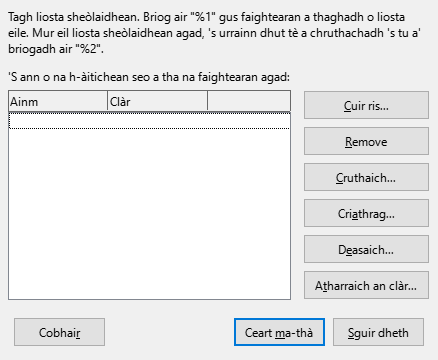 Tagh liosta sheòlaidhean. Briog air "%1" gus faightearan a thaghadh o liosta
eile. Mur eil liosta sheòlaidhean agad, 's urrainn dhut tè a chruthachadh 's tu a'
briogadh air "%2".
'S ann o na h-àitichean seo a tha na faightearan agad:
Ainm Clàr
Cuir ris...
Remove
Cruthaich...
Criathrag...
Deasaich...
Atharraich an clàr...
Cobhair Ceart ma-thà Sguir dheth